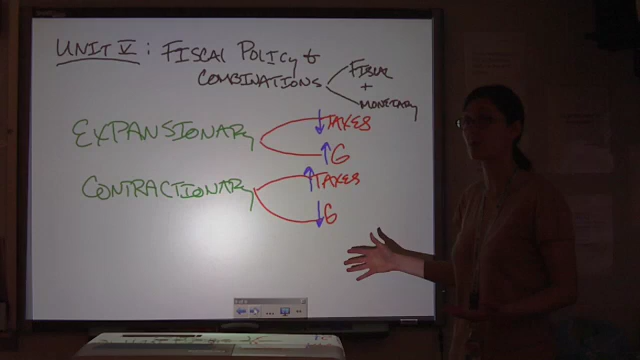 UNIT V: FISCAL POLICY &
COMBINATIONS
FISCAL
+
MONETARY
EXPANSIONARY
↓ TAXES
↑ G
CONTRACTIONARY
↑ TAXES
↓ G